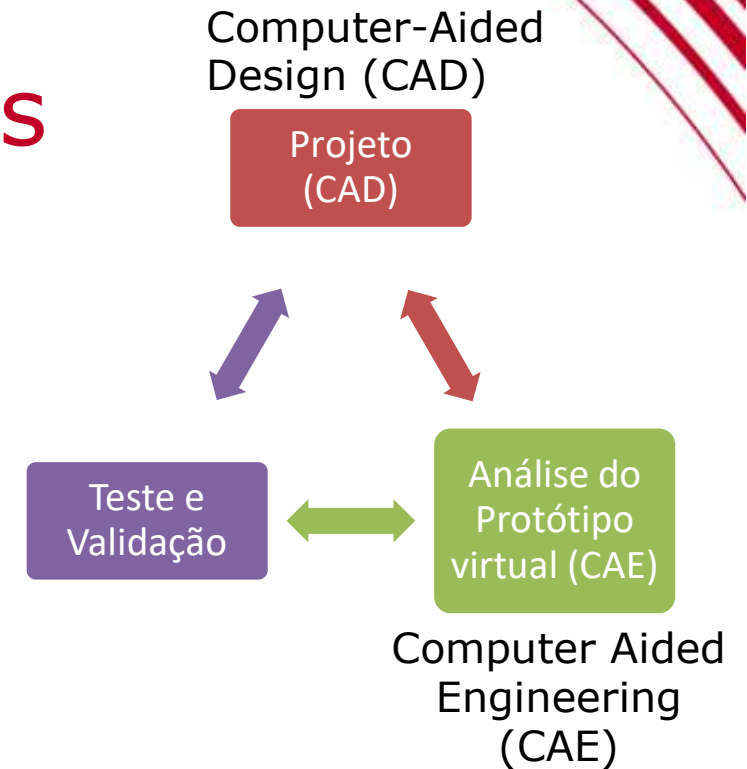 Computer-Aided
Design (CAD)
s
Projeto
(CAD)
Teste e
Validação
Análise do
Protótipo
virtual (CAE)
Computer Aided
Engineering
(CAE)